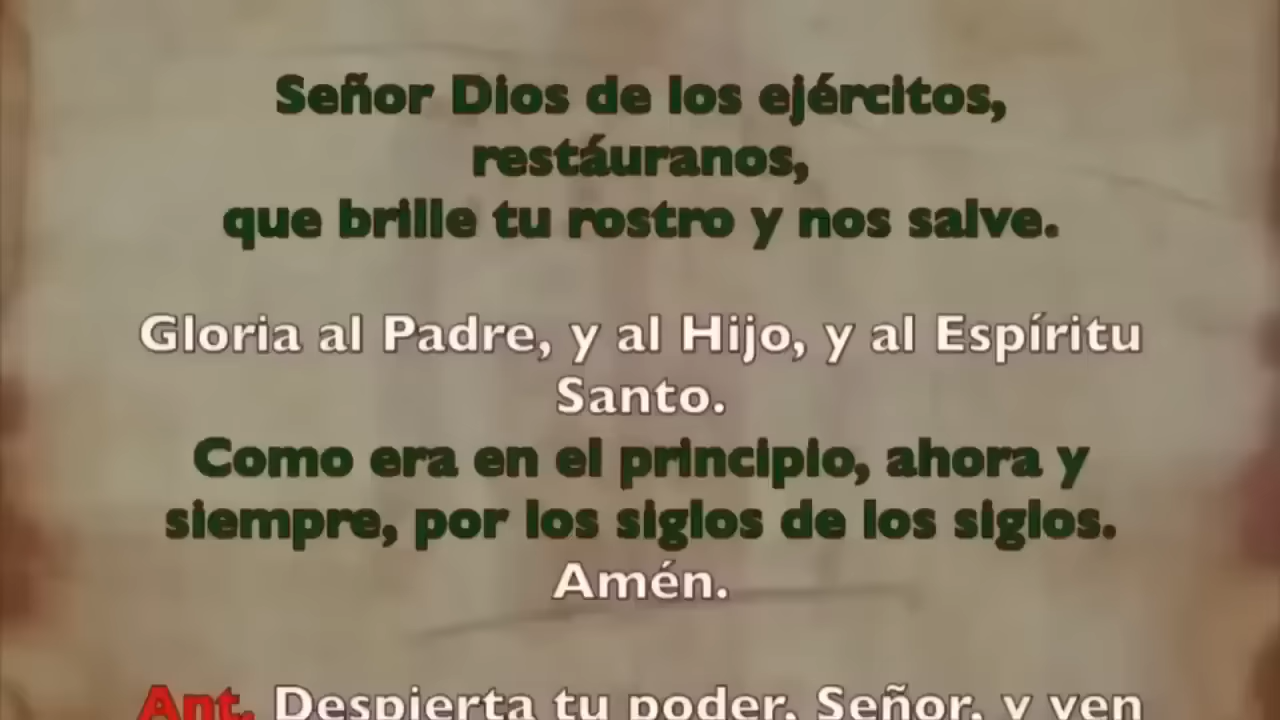 Señor Dios de los ejércitos,
restáuranos,
que brille tu rostro y nos salve.
Gloria al Padre, y al Hijo, y al Espíritu
Santo.
Como era en el principio, ahora y
siempre, por los siglos de los siglos.
Amén.
Ant. Despierta tu poder, Señor, y ven